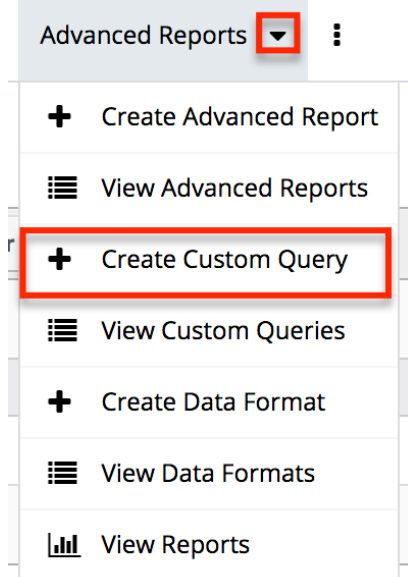 Advanced Reports
Create Advanced Report
View Advanced Reports
r
Create Custom Query
View Custom Queries
Create Data Format
View Data Formats
View Reports